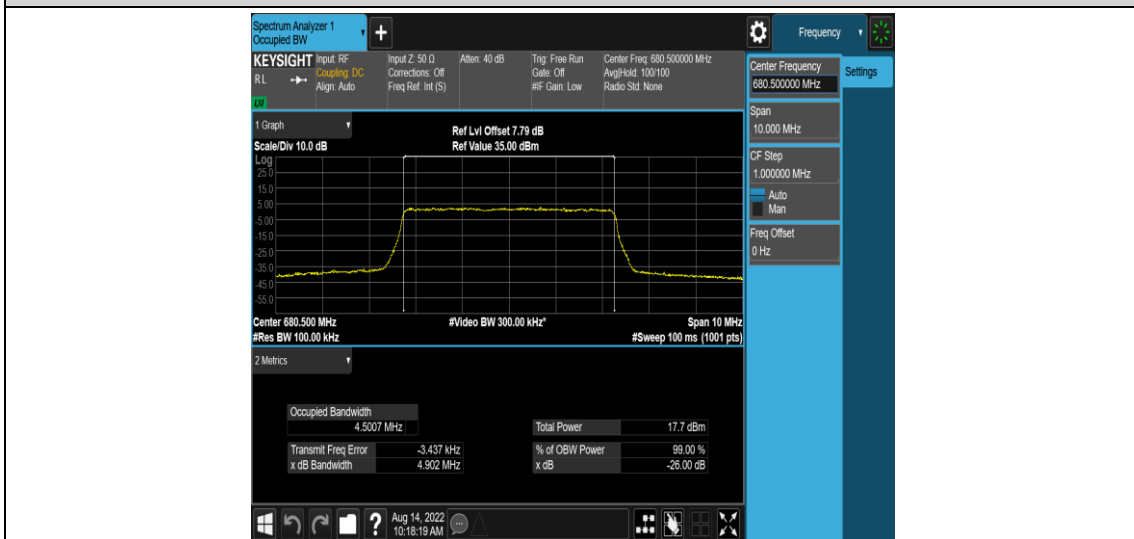 Spectrum Analyzer 1
Occupied BW
Frequency
KEYSIGHT
RL
Input: RF
Coupling: DC
Align: Auto
Input Z: 50 Ω
Corrections: Off
Freq Ref: Int (S)
Atten: 40 dB
Trig: Free Run
Gate: Off
#IF Gain: Low
Center Freq: 680.500000 MHz
Avg|Hold: 100/100
Radio Std: None
Center Frequency
680.500000 MHz
Settings
Span
10.000 MHz
CF Step
1.000000 MHz
Auto
Man
Freq Offset
0 Hz
1 Graph
Scale/Div 10.0 dB
Ref Lvl Offset 7.79 dB
Ref Value 35.00 dBm
Log
25.0
15.0
5.00
-5.00
-15.0
-25.0
-35.0
-45.0
-55.0
Center 680.500 MHz
#Res BW 100.00 kHz
#Video BW 300.00 kHz*
Span 10 MHz
#Sweep 100 ms (1001 pts)
2 Metrics
Occupied Bandwidth
4.5007 MHz
Transmit Freq Error -3.437 kHz
x dB Bandwidth 4.902 MHz
Total Power 17.7 dBm
% of OBW Power 99.00 %
x dB -26.00 dB
?
Aug 14, 2022
10:18:19 AM